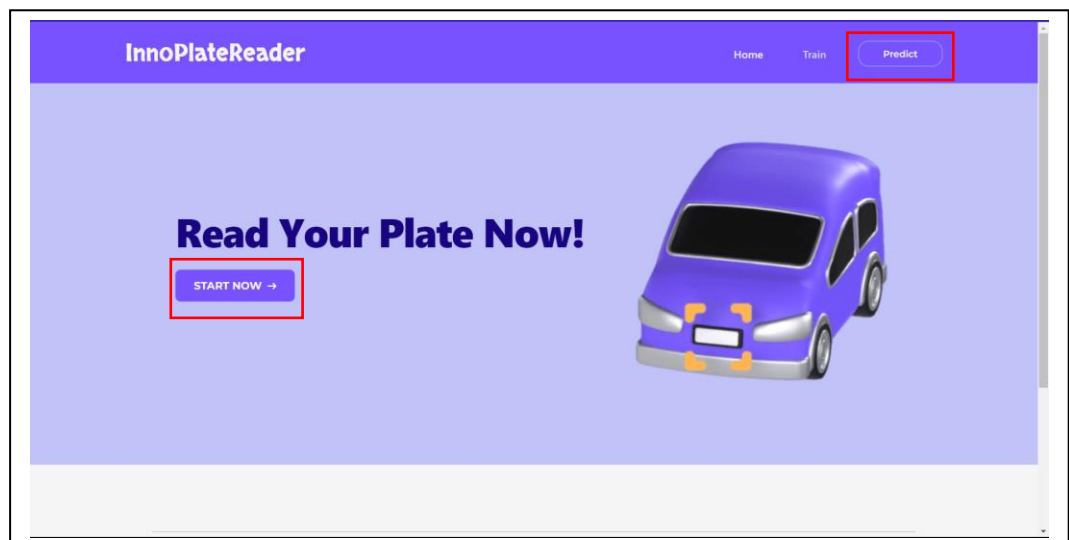 InnoPlateReader
Home Train Predict
Read Your Plate Now!
START NOW →